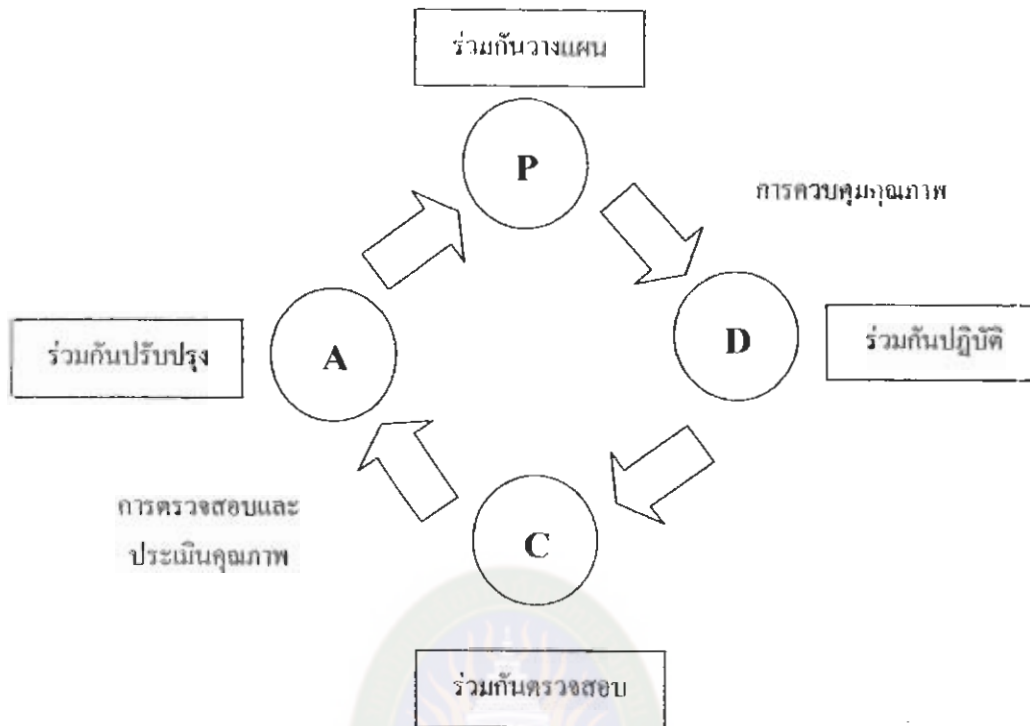 ร่วมกันวางแผน
P
การควบคุมคุณภาพ
D
ร่วมกันปฏิบัติ
ร่วมกันปรับปรุง
A
การตรวจสอบและ
ประเมินคุณภาพ
C
ร่วมกันตรวจสอบ